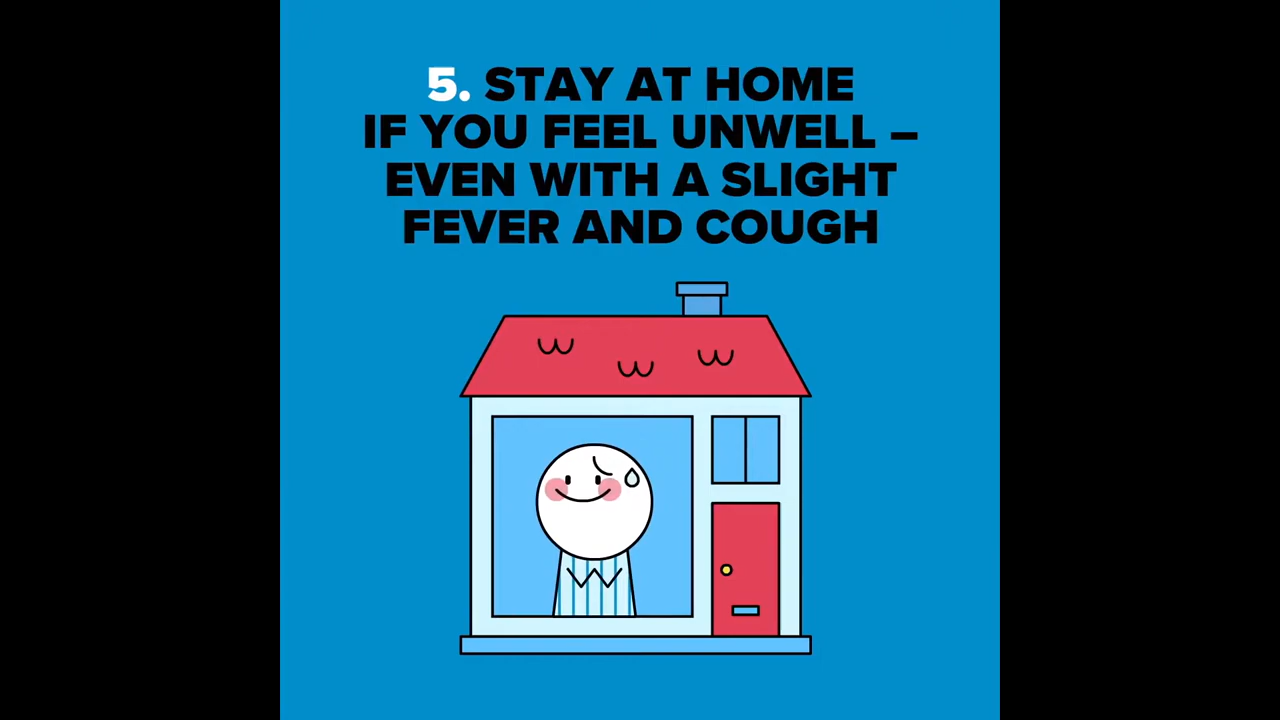 5. STAY AT HOME
IF YOU FEEL UNWELL –
EVEN WITH A SLIGHT
FEVER AND COUGH